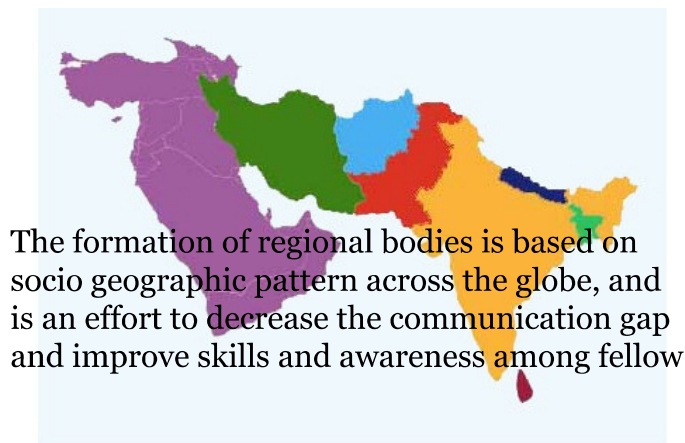 The formation of regional bodies is based on
socio geographic pattern across the globe, and
is an effort to decrease the communication gap
and improve skills and awareness among fellow